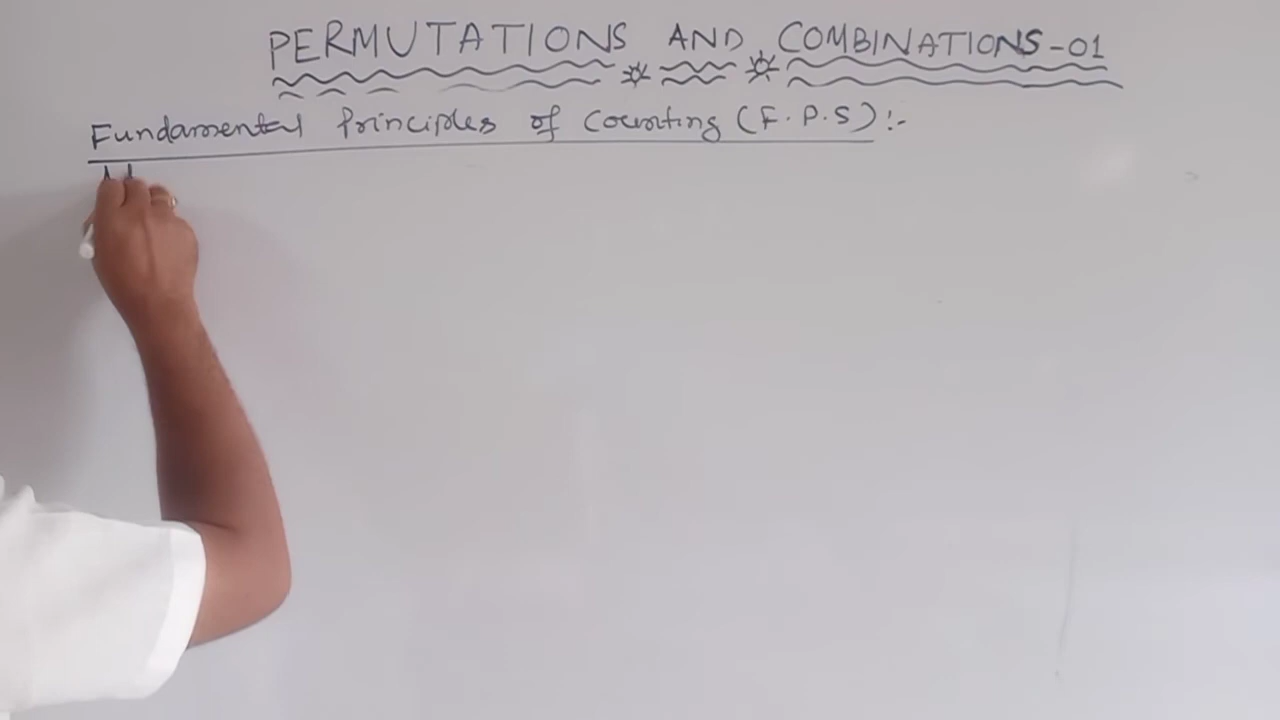 PERMUTATIONS AND COMBINATIONS-01
Fundamental Principles of Counting (F.P.S):-